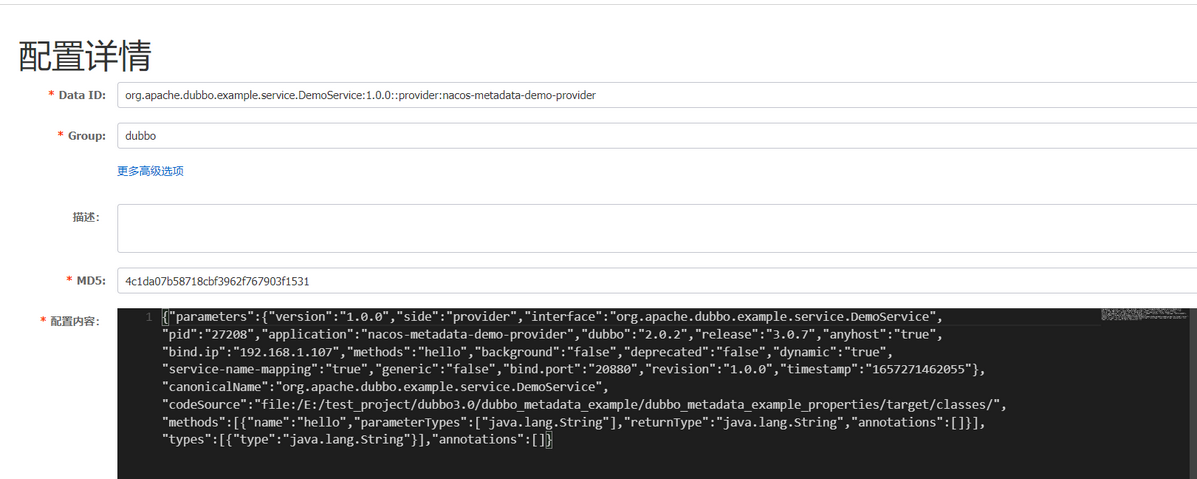 配置详情
* Data ID: org.apache.dubbo.example.service.DemoService:1.0.0::provider:nacos-metadata-demo-provider
* Group: dubbo
更多高级选项
描述:
* MD5: 4c1da07b58718cbf3962f767903f1531
* 配置内容: 1 {"parameters":{"version":"1.0.0","side":"provider","interface":"org.apache.dubbo.example.service.DemoService",
"pid":"27208","application":"nacos-metadata-demo-provider","dubbo":"2.0.2","release":"3.0.7","anyhost":"true",
"bind.ip":"192.168.1.107","methods":"hello","background":"false","deprecated":"false","dynamic":"true",
"service-name-mapping":"true","generic":"false","bind.port":"20880","revision":"1.0.0","timestamp":"1657271462055"},
"canonicalName":"org.apache.dubbo.example.service.DemoService",
"codeSource":"file:/E:/test_project/dubbo3.0/dubbo_metadata_example/dubbo_metadata_example_properties/target/classes/",
"methods":[{"name":"hello","parameterTypes":["java.lang.String"],"returnType":"java.lang.String","annotations":[]}],
"types":[{"type":"java.lang.String"}],"annotations":[]}